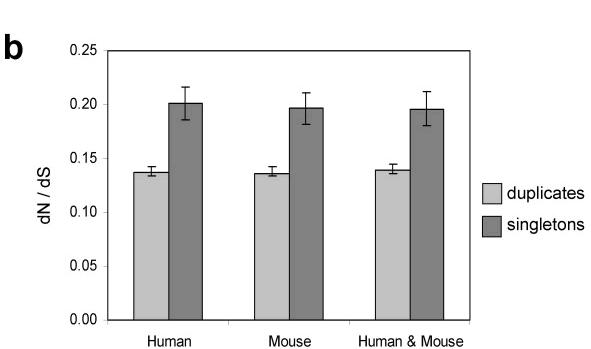 b
0.25
0.20
0.15
0.10
0.05
0.00
dN / dS
Human Mouse Human & Mouse
duplicates
singletons